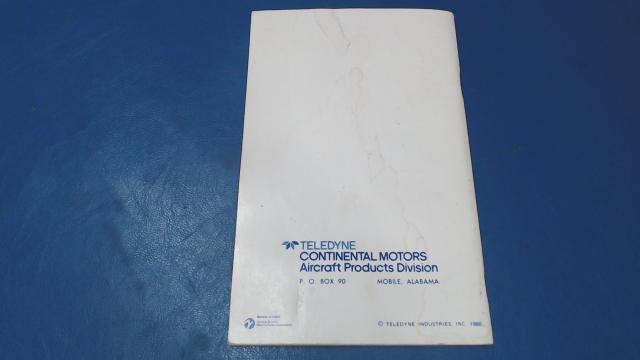 TELEDYNE
CONTINENTAL MOTORS
Aircraft Products Division
P. O. BOX 90 MOBILE, ALABAMA
© TELEDYNE INDUSTRIES, INC.